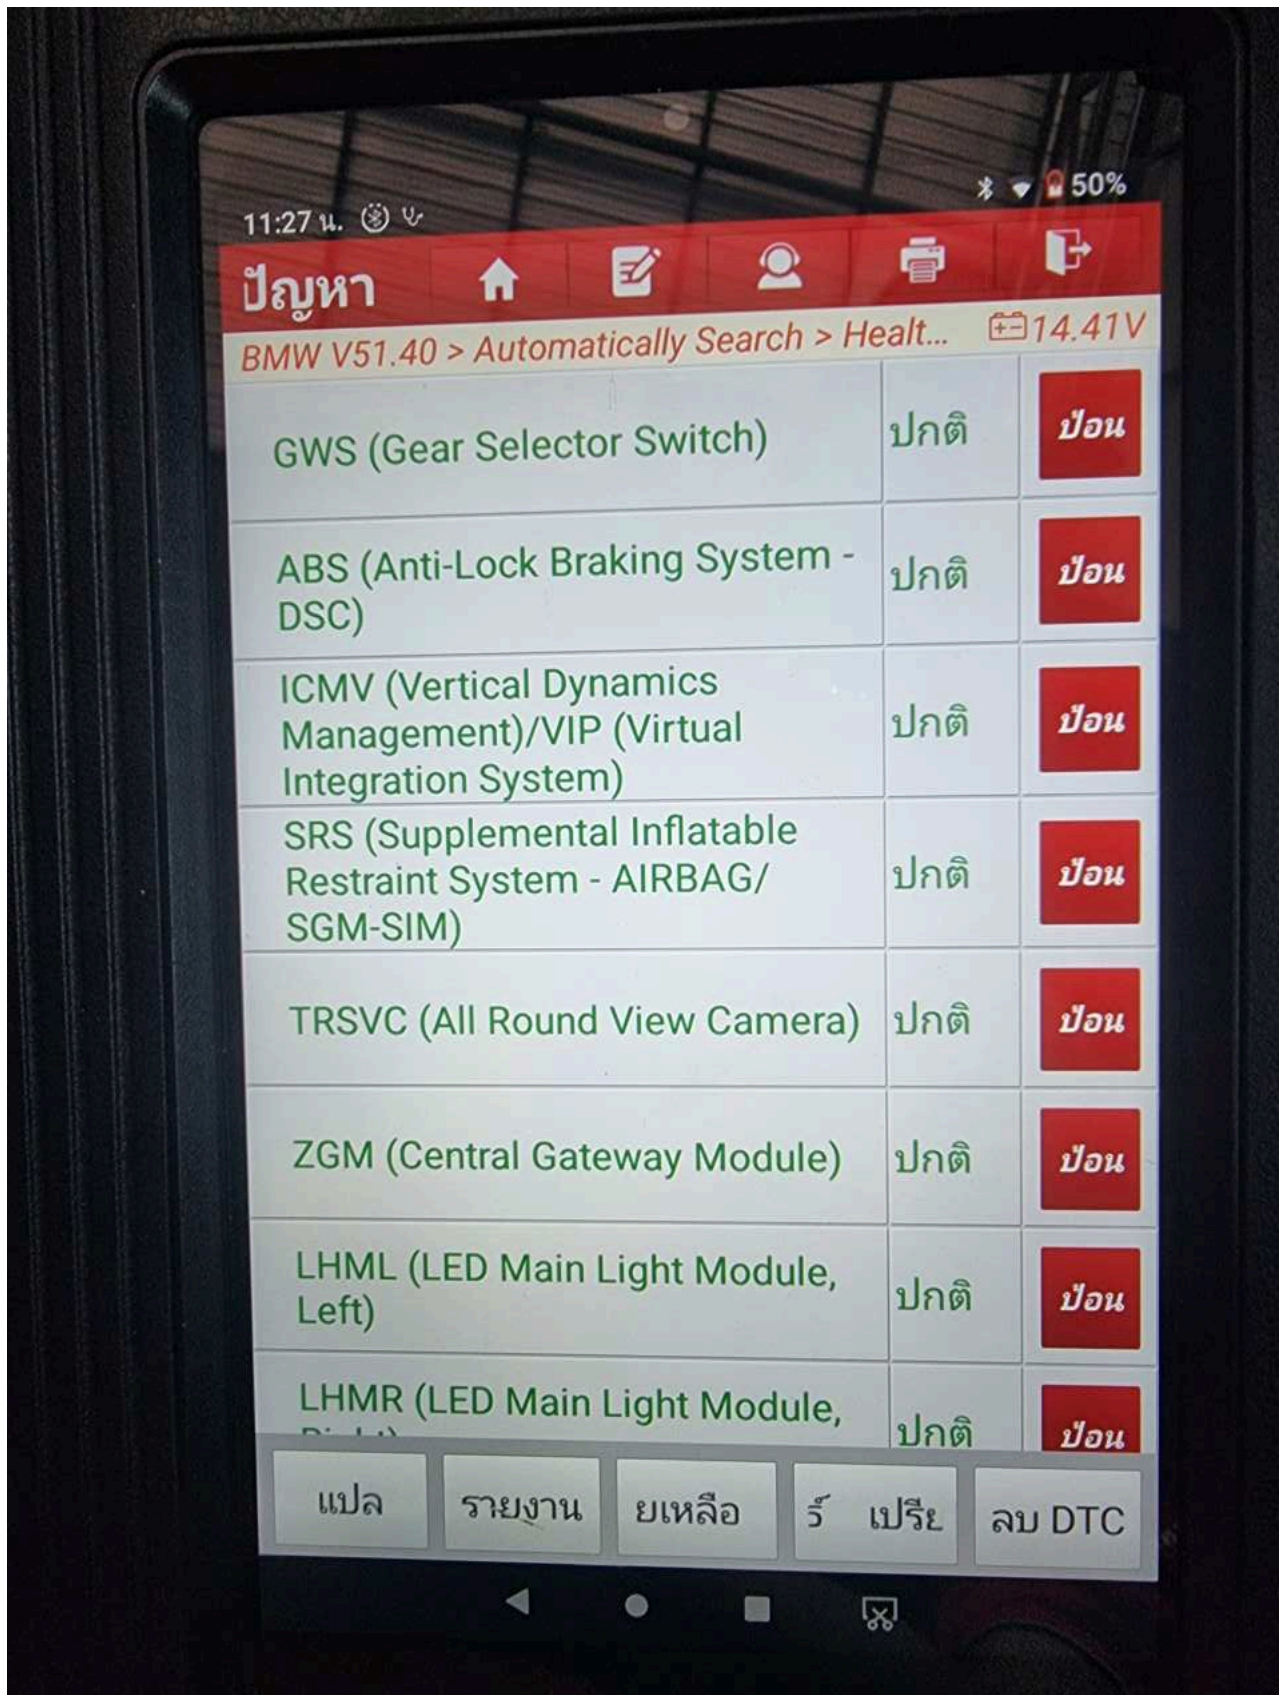 11:27 น.
50%
ปัญหา
BMW V51.40 > Automatically Search > Healt...
14.41V
GWS (Gear Selector Switch)
ปกติ
ป้อน
ABS (Anti-Lock Braking System -
DSC)
ปกติ
ป้อน
ICMV (Vertical Dynamics
Management)/VIP (Virtual
Integration System)
ปกติ
ป้อน
SRS (Supplemental Inflatable
Restraint System - AIRBAG/
SGM-SIM)
ปกติ
ป้อน
TRSVC (All Round View Camera)
ปกติ
ป้อน
ZGM (Central Gateway Module)
ปกติ
ป้อน
LHML (LED Main Light Module,
Left)
ปกติ
ป้อน
LHMR (LED Main Light Module,
ปกติ
ป้อน
แปล
รายงาน
ยเหลือ
ลบ DTC